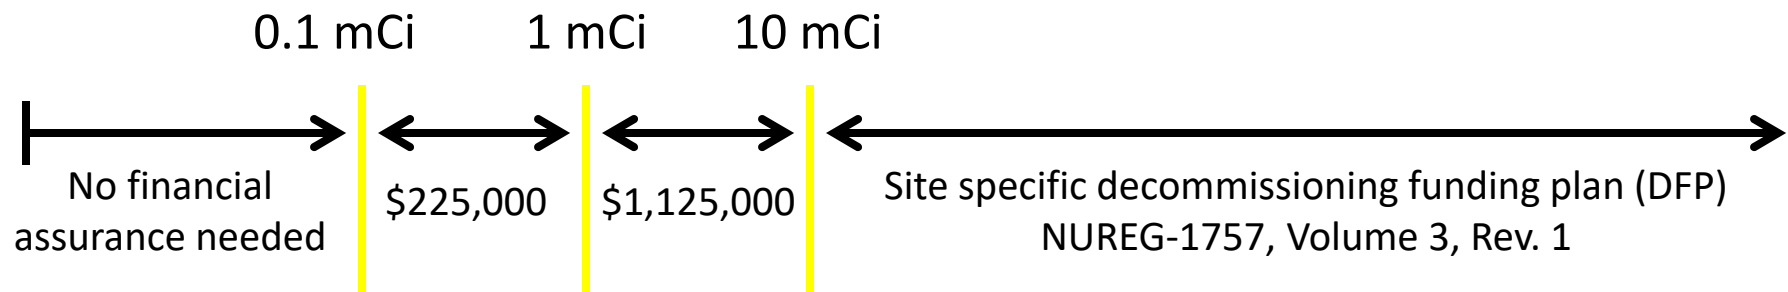 0.1 mCi
1 mCi
10 mCi
No financial
assurance needed
$225,000
$1,125,000
Site specific decommissioning funding plan (DFP)
NUREG-1757, Volume 3, Rev. 1